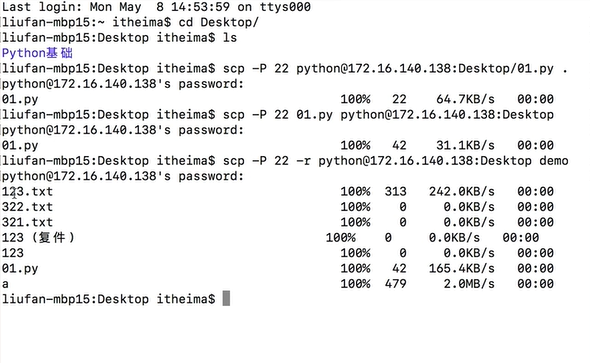 Last login: Mon May  8 14:53:59 on ttys000
liufan-mbp15:~ itheima$ cd Desktop/
liufan-mbp15:Desktop itheima$ ls
Python基础
liufan-mbp15:Desktop itheima$ scp -P 22 python@172.16.140.138:Desktop/01.py .
python@172.16.140.138's password:
01.py 100% 22 64.7KB/s 00:00
liufan-mbp15:Desktop itheima$ scp -P 22 01.py python@172.16.140.138:Desktop
python@172.16.140.138's password:
01.py 100% 42 31.1KB/s 00:00
liufan-mbp15:Desktop itheima$ scp -P 22 -r python@172.16.140.138:Desktop demo
python@172.16.140.138's password:
123.txt 100% 313 242.0KB/s 00:00
322.txt 100% 0 0.0KB/s 00:00
321.txt 100% 0 0.0KB/s 00:00
123 (复件) 100% 0 0.0KB/s 00:00
123 100% 0 0.0KB/s 00:00
01.py 100% 42 165.4KB/s 00:00
a 100% 479 2.0MB/s 00:00
liufan-mbp15:Desktop itheima$